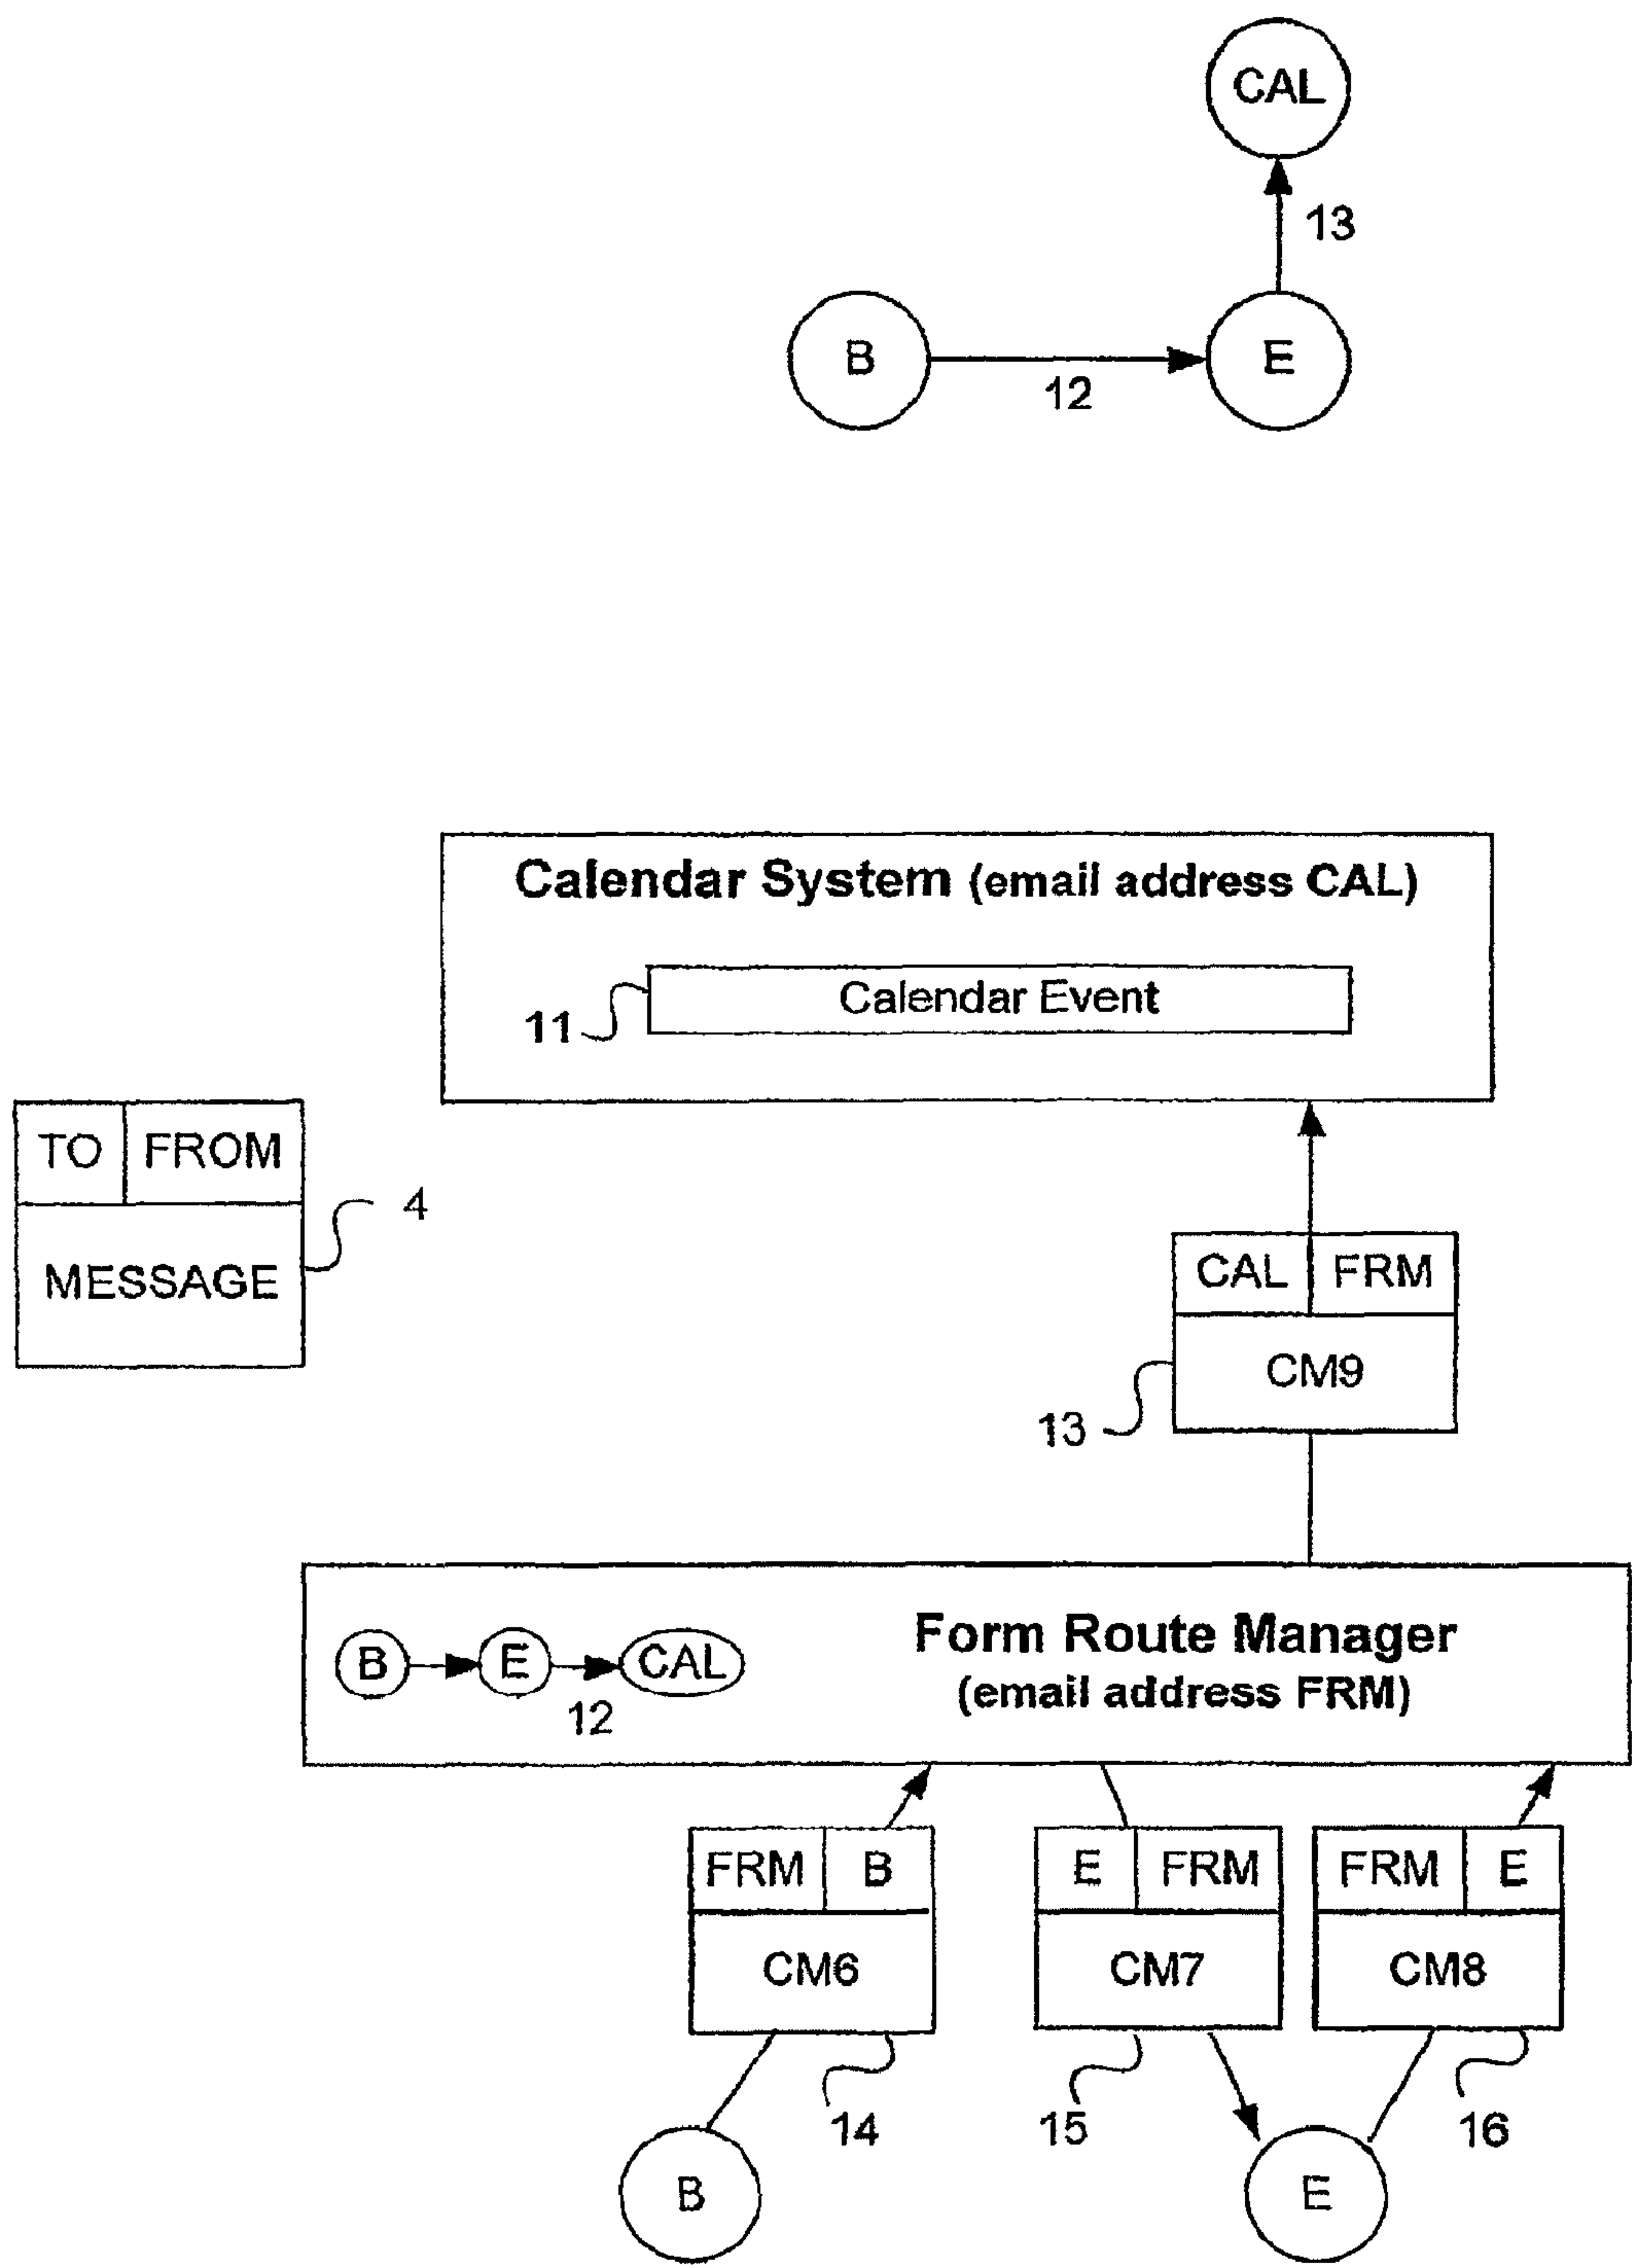 CAL
13
B
12
E
Calendar System (email address CAL)
Calendar Event
11
TO FROM
4
MESSAGE
CAL FRM
CM9
13
Form Route Manager
B E CAL
(email address FRM)
12
FRM B
E FRM
FRM E
CM6
CM7
CM8
14
15
16
B
E